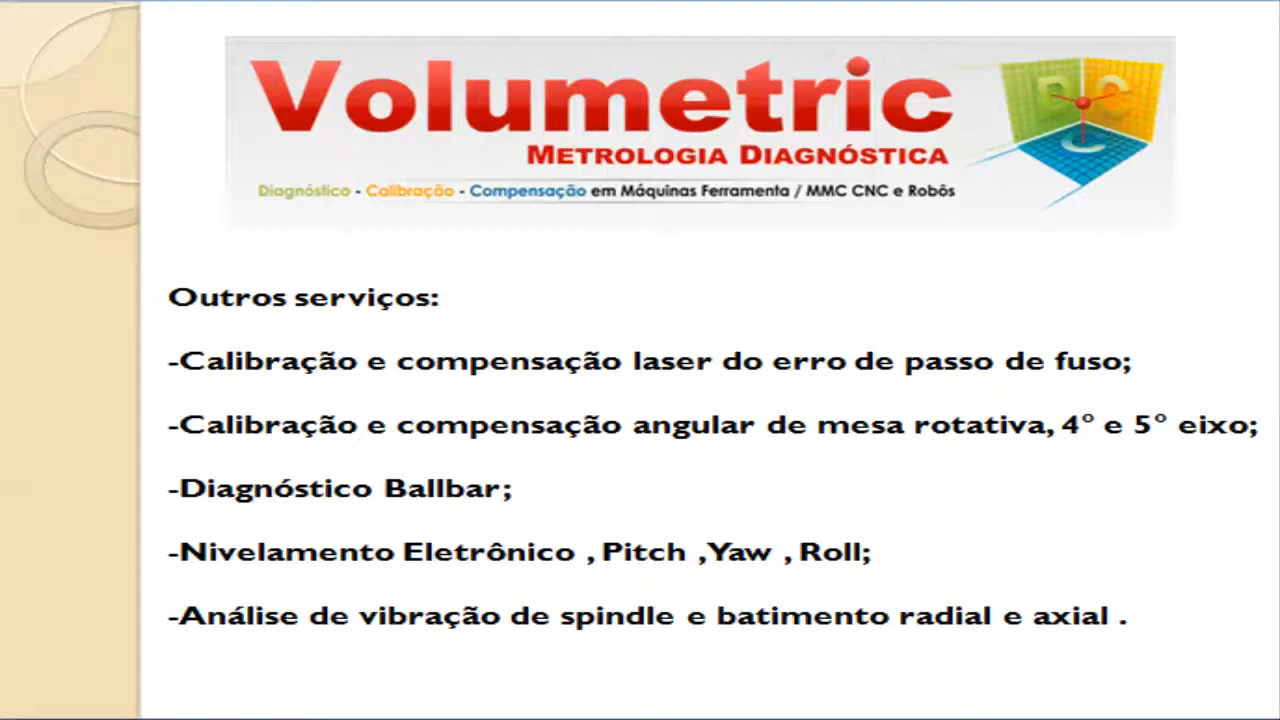 Volumetric
D C C
METROLOGIA DIAGNÓSTICA
Diagnóstico - Calibração - Compensação em Máquinas Ferramenta / MMC CNC e Robôs
Outros serviços:
-Calibração e compensação laser do erro de passo de fuso;
-Calibração e compensação angular de mesa rotativa, 4° e 5° eixo;
-Diagnóstico Ballbar;
-Nivelamento Eletrônico , Pitch ,Yaw , Roll;
-Análise de vibração de spindle e batimento radial e axial .